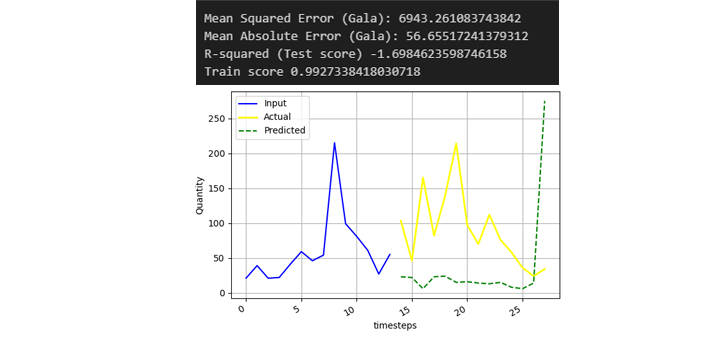 Mean Squared Error (Gala): 6943.261083743842
Mean Absolute Error (Gala): 56.65517241379312
R-squared (Test score) -1.6984623598746158
Train score 0.9927338418030718
Input
Actual
Predicted
250
200
150
100
50
0
Quantity
0
5
10
15
20
25
timesteps